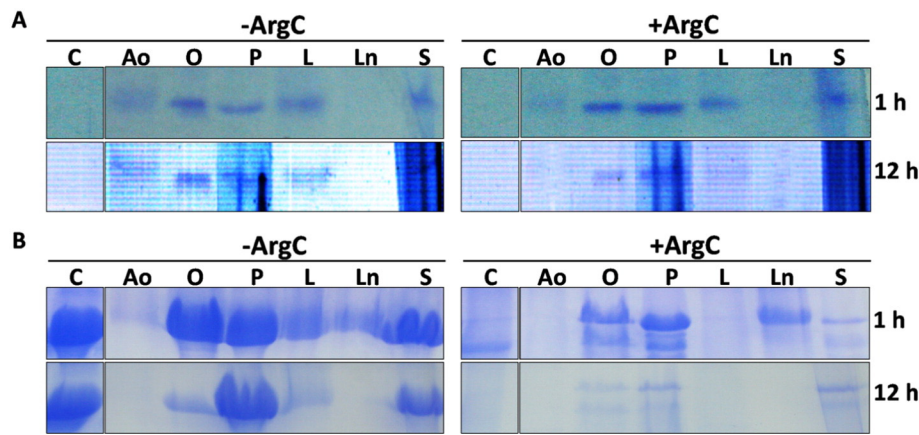 A
-ArgC +ArgC
C Ao O P L Ln S C Ao O P L Ln S
1 h
12 h
B
-ArgC +ArgC
C Ao O P L Ln S C Ao O P L Ln S
1 h
12 h